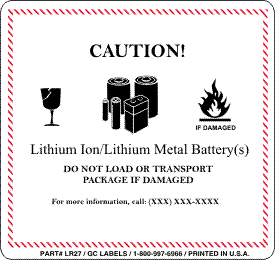 CAUTION!
IF DAMAGED
Lithium Ion/Lithium Metal Battery(s)
DO NOT LOAD OR TRANSPORT
PACKAGE IF DAMAGED
For more information, call: (XXX) XXX-XXXX
PART# LR27 / GC LABELS / 1-800-997-6966 / PRINTED IN U.S.A.